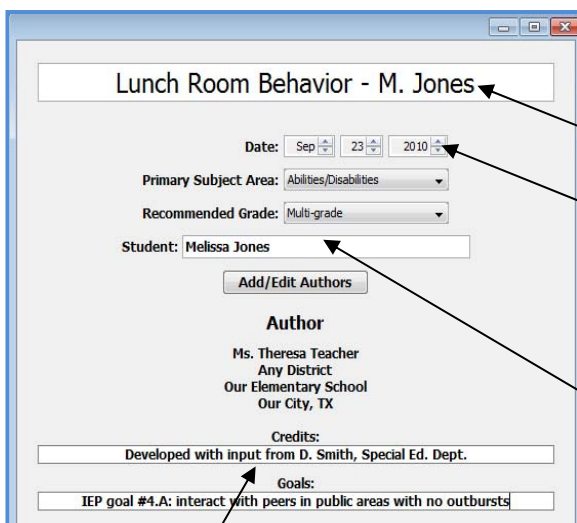 Lunch Room Behavior - M. Jones
Date: Sep 23 2010
Primary Subject Area: Abilities/Disabilities
Recommended Grade: Multi-grade
Student: Melissa Jones
Add/Edit Authors
Author
Ms. Theresa Teacher
Any District
Our Elementary School
Our City, TX
Credits:
Developed with input from D. Smith, Special Ed. Dept.
Goals:
IEP goal #4.A: interact with peers in public areas with no outbursts